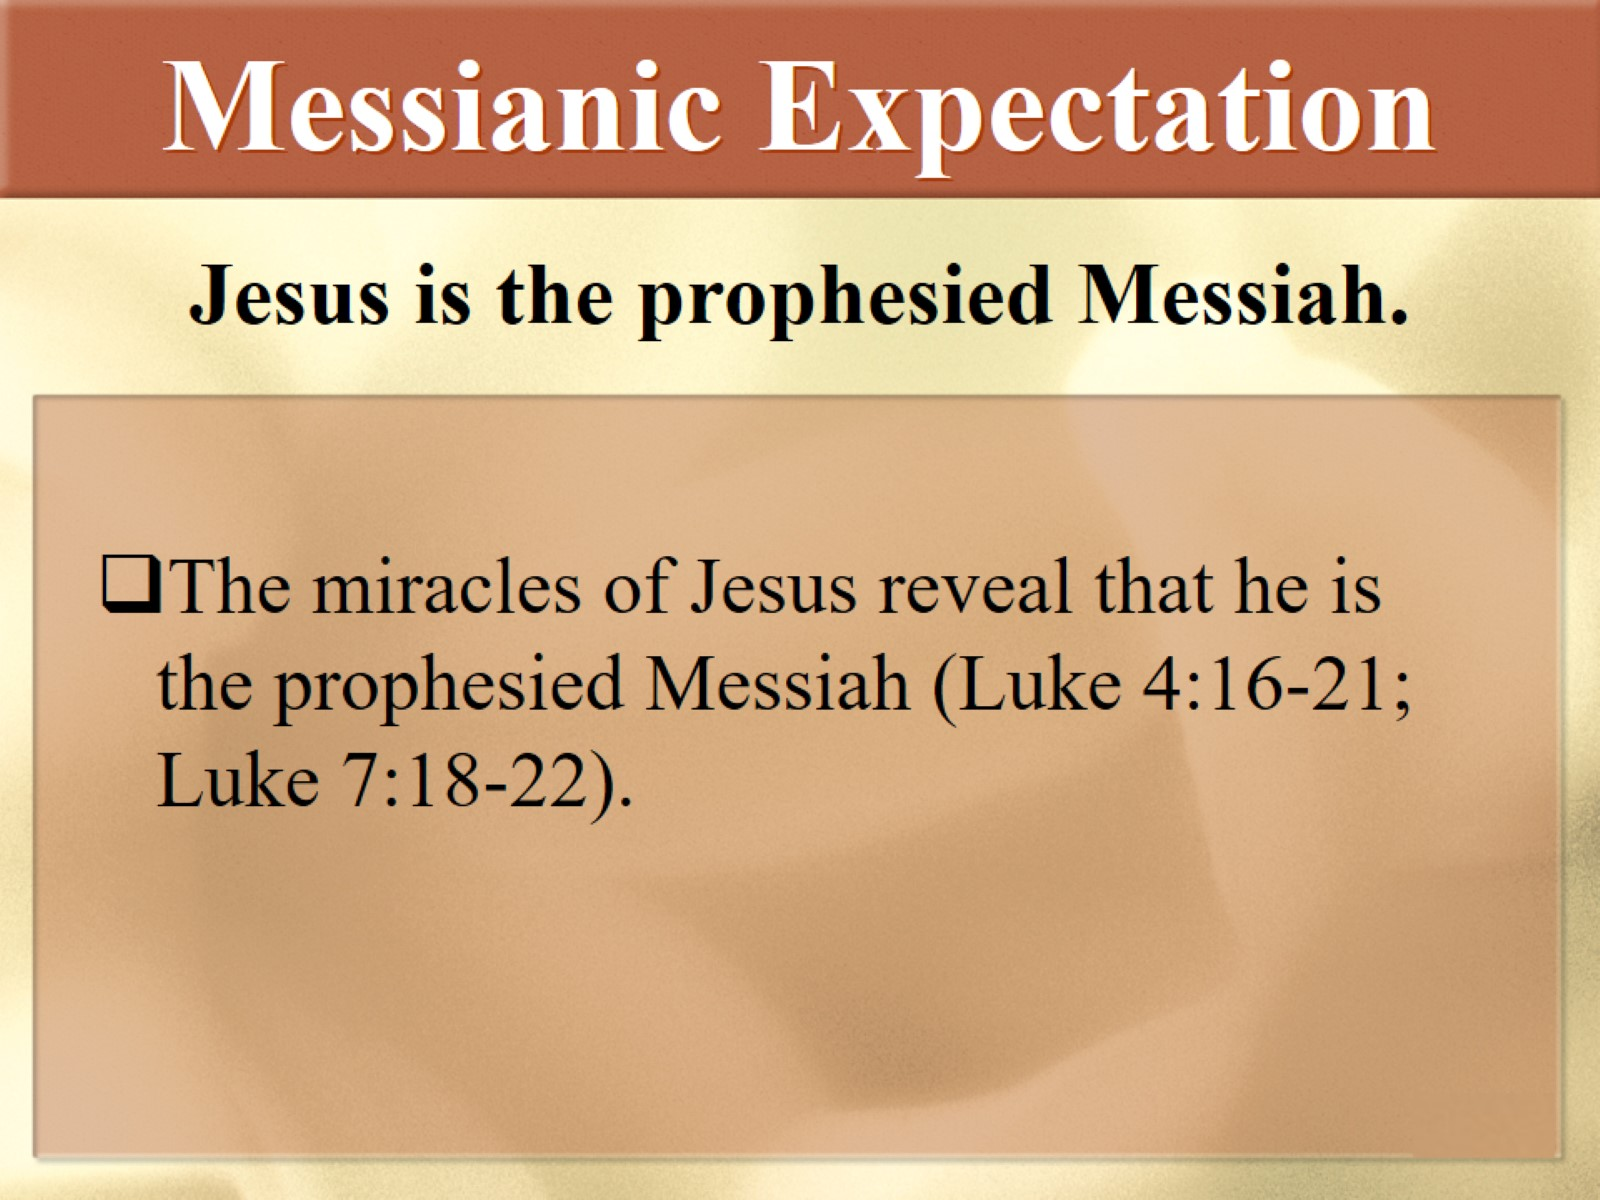 Messianic Expectation
Jesus is the prophesied Messiah.
❑The miracles of Jesus reveal that he is
the prophesied Messiah (Luke 4:16-21;
Luke 7:18-22).